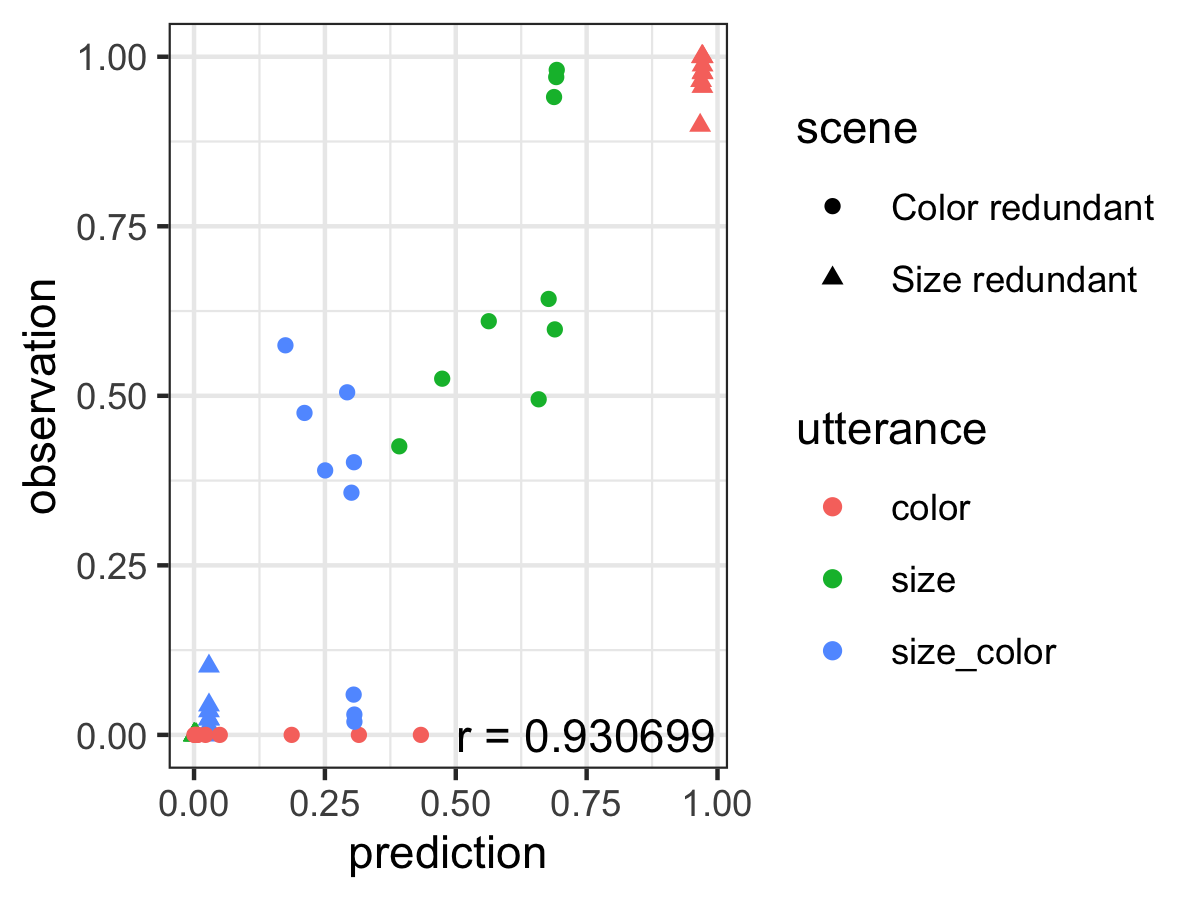 1.00
0.75
0.50
0.25
0.00
observation
r = 0.930699
0.00 0.25 0.50 0.75 1.00
prediction
scene
Color redundant
Size redundant
utterance
color
size
size_color